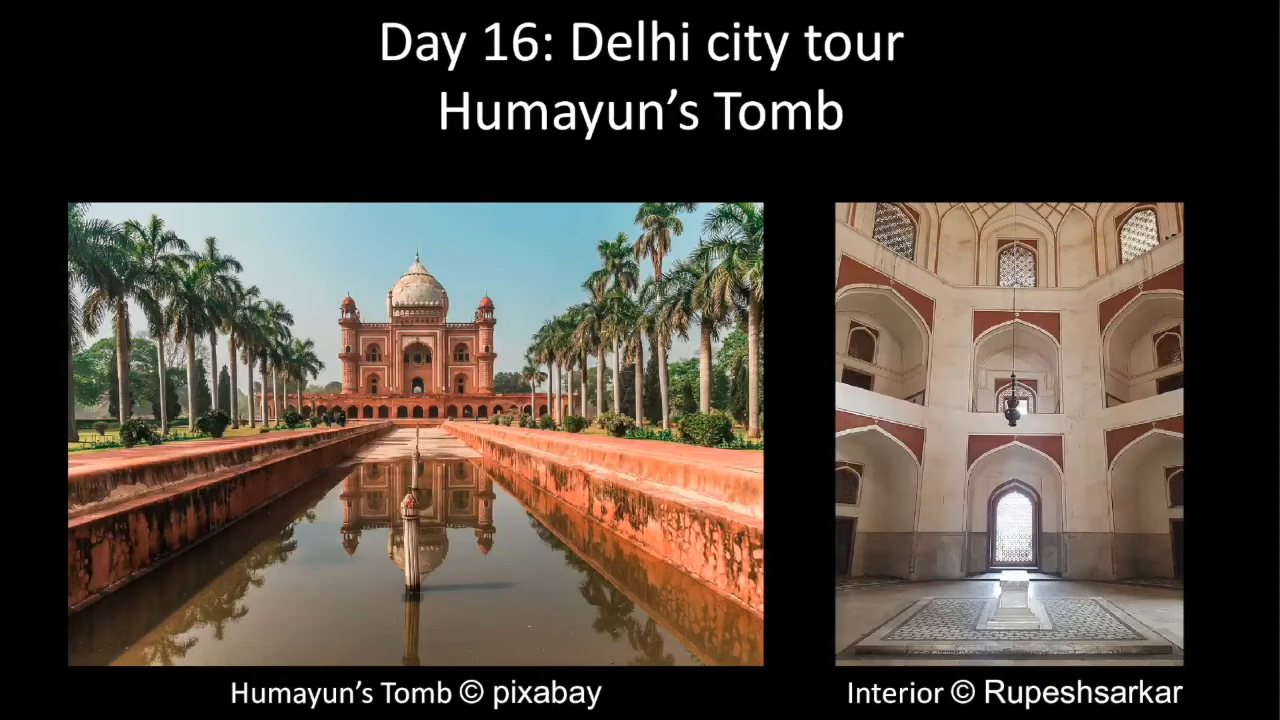 Day 16: Delhi city tour
Humayun’s Tomb
Humayun’s Tomb © pixabay
Interior © Rupeshsarkar